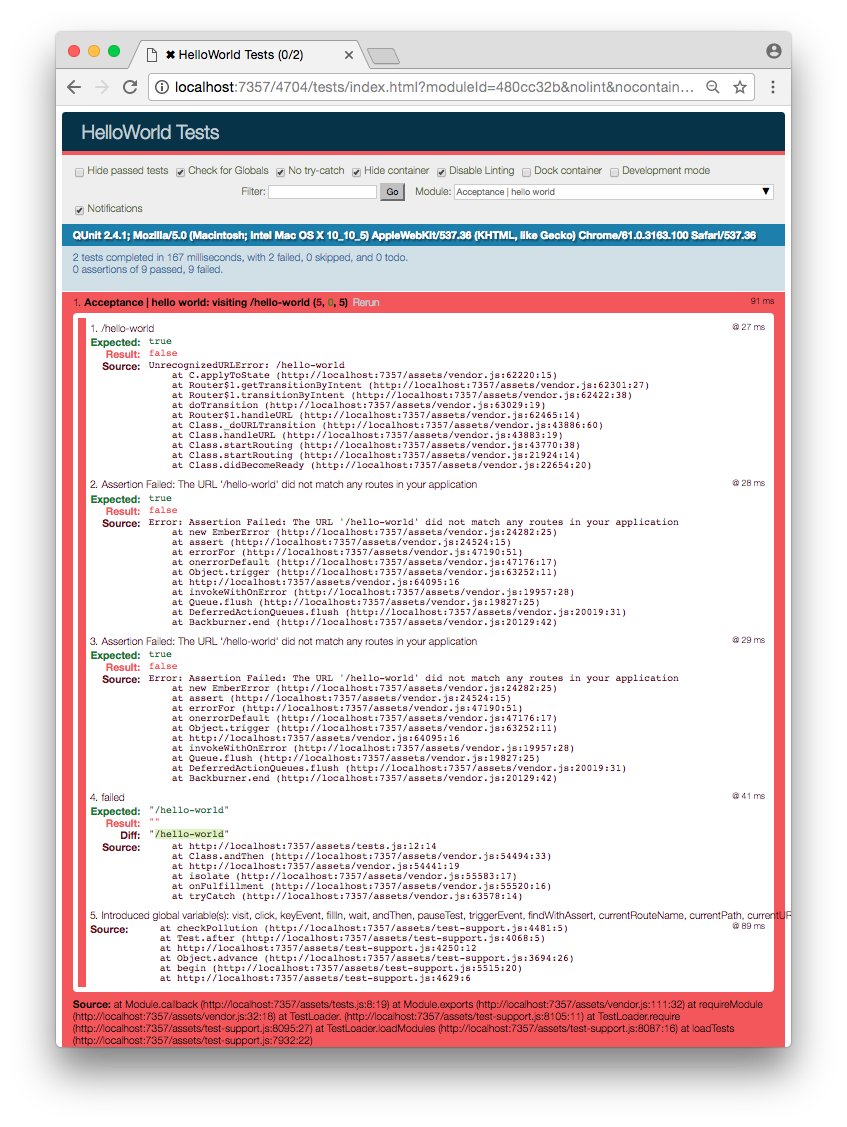 ✖ HelloWorld Tests (0/2)
localhost:7357/4704/tests/index.html?moduleId=480cc32b&nolint&nocontain...
HelloWorld Tests
Hide passed tests Check for Globals No try-catch Hide container Disable Linting Dock container Development mode
Filter: Go Module: Acceptance | hello world ▼
Notifications
QUnit 2.4.1; Mozilla/5.0 (Macintosh; Intel Mac OS X 10_10_5) AppleWebKit/537.36 (KHTML, like Gecko) Chrome/61.0.3163.100 Safari/537.36
2 tests completed in 167 milliseconds, with 2 failed, 0 skipped, and 0 todo.
0 assertions of 9 passed, 9 failed.
1. Acceptance | hello world: visiting /hello-world (5, 0, 5) Rerun 91 ms
1. /hello-world @ 27 ms
Expected: true
Result: false
Source: UnrecognizedURLError: /hello-world
at C.applyToState (http://localhost:7357/assets/vendor.js:62220:15)
at Router$1.getTransitionByIntent (http://localhost:7357/assets/vendor.js:62301:27)
at Router$1.transitionByIntent (http://localhost:7357/assets/vendor.js:62422:38)
at doTransition (http://localhost:7357/assets/vendor.js:63029:19)
at Router$1.handleURL (http://localhost:7357/assets/vendor.js:62465:14)
at Class._doURLTransition (http://localhost:7357/assets/vendor.js:43886:60)
at Class.handleURL (http://localhost:7357/assets/vendor.js:43883:19)
at Class.startRouting (http://localhost:7357/assets/vendor.js:43770:38)
at Class.startRouting (http://localhost:7357/assets/vendor.js:21924:14)
at Class.didBecomeReady (http://localhost:7357/assets/vendor.js:22654:20)
2. Assertion Failed: The URL '/hello-world' did not match any routes in your application @ 28 ms
Expected: true
Result: false
Source: Error: Assertion Failed: The URL '/hello-world' did not match any routes in your application
at new EmberError (http://localhost:7357/assets/vendor.js:24282:25)
at assert (http://localhost:7357/assets/vendor.js:24524:15)
at errorFor (http://localhost:7357/assets/vendor.js:47190:51)
at onerrorDefault (http://localhost:7357/assets/vendor.js:47176:17)
at Object.trigger (http://localhost:7357/assets/vendor.js:63252:11)
at http://localhost:7357/assets/vendor.js:64095:16
at invokeWithOnError (http://localhost:7357/assets/vendor.js:19957:28)
at Queue.flush (http://localhost:7357/assets/vendor.js:19827:25)
at DeferredActionQueues.flush (http://localhost:7357/assets/vendor.js:20019:31)
at Backburner.end (http://localhost:7357/assets/vendor.js:20129:42)
3. Assertion Failed: The URL '/hello-world' did not match any routes in your application @ 29 ms
Expected: true
Result: false
Source: Error: Assertion Failed: The URL '/hello-world' did not match any routes in your application
at new EmberError (http://localhost:7357/assets/vendor.js:24282:25)
at assert (http://localhost:7357/assets/vendor.js:24524:15)
at errorFor (http://localhost:7357/assets/vendor.js:47190:51)
at onerrorDefault (http://localhost:7357/assets/vendor.js:47176:17)
at Object.trigger (http://localhost:7357/assets/vendor.js:63252:11)
at http://localhost:7357/assets/vendor.js:64095:16
at invokeWithOnError (http://localhost:7357/assets/vendor.js:19957:28)
at Queue.flush (http://localhost:7357/assets/vendor.js:19827:25)
at DeferredActionQueues.flush (http://localhost:7357/assets/vendor.js:20019:31)
at Backburner.end (http://localhost:7357/assets/vendor.js:20129:42)
4. failed @ 41 ms
Expected: "/hello-world"
Result: ""
Diff: "/hello-world"
Source: at http://localhost:7357/assets/tests.js:12:14
at Class.andThen (http://localhost:7357/assets/vendor.js:54494:33)
at http://localhost:7357/assets/vendor.js:54441:19
at isolate (http://localhost:7357/assets/vendor.js:55583:17)
at onFulfillment (http://localhost:7357/assets/vendor.js:55520:16)
at tryCatch (http://localhost:7357/assets/vendor.js:63578:14)
5. Introduced global variable(s): visit, click, keyEvent, fillIn, wait, andThen, pauseTest, triggerEvent, findWithAssert, currentRouteName, currentPath, currentUR
@ 89 ms
Source: at checkPollution (http://localhost:7357/assets/test-support.js:4481:5)
at Test.after (http://localhost:7357/assets/test-support.js:4068:5)
at http://localhost:7357/assets/test-support.js:4250:12
at Object.advance (http://localhost:7357/assets/test-support.js:3694:26)
at begin (http://localhost:7357/assets/test-support.js:5515:20)
at http://localhost:7357/assets/test-support.js:4629:6
Source: at Module.callback (http://localhost:7357/assets/tests.js:8:19) at Module.exports (http://localhost:7357/assets/vendor.js:111:32) at requireModule
(http://localhost:7357/assets/vendor.js:32:18) at TestLoader. (http://localhost:7357/assets/test-support.js:8105:11) at TestLoader.require
(http://localhost:7357/assets/test-support.js:8095:27) at TestLoader.loadModules (http://localhost:7357/assets/test-support.js:8087:16) at loadTests
(http://localhost:7357/assets/test-support.js:7932:22)